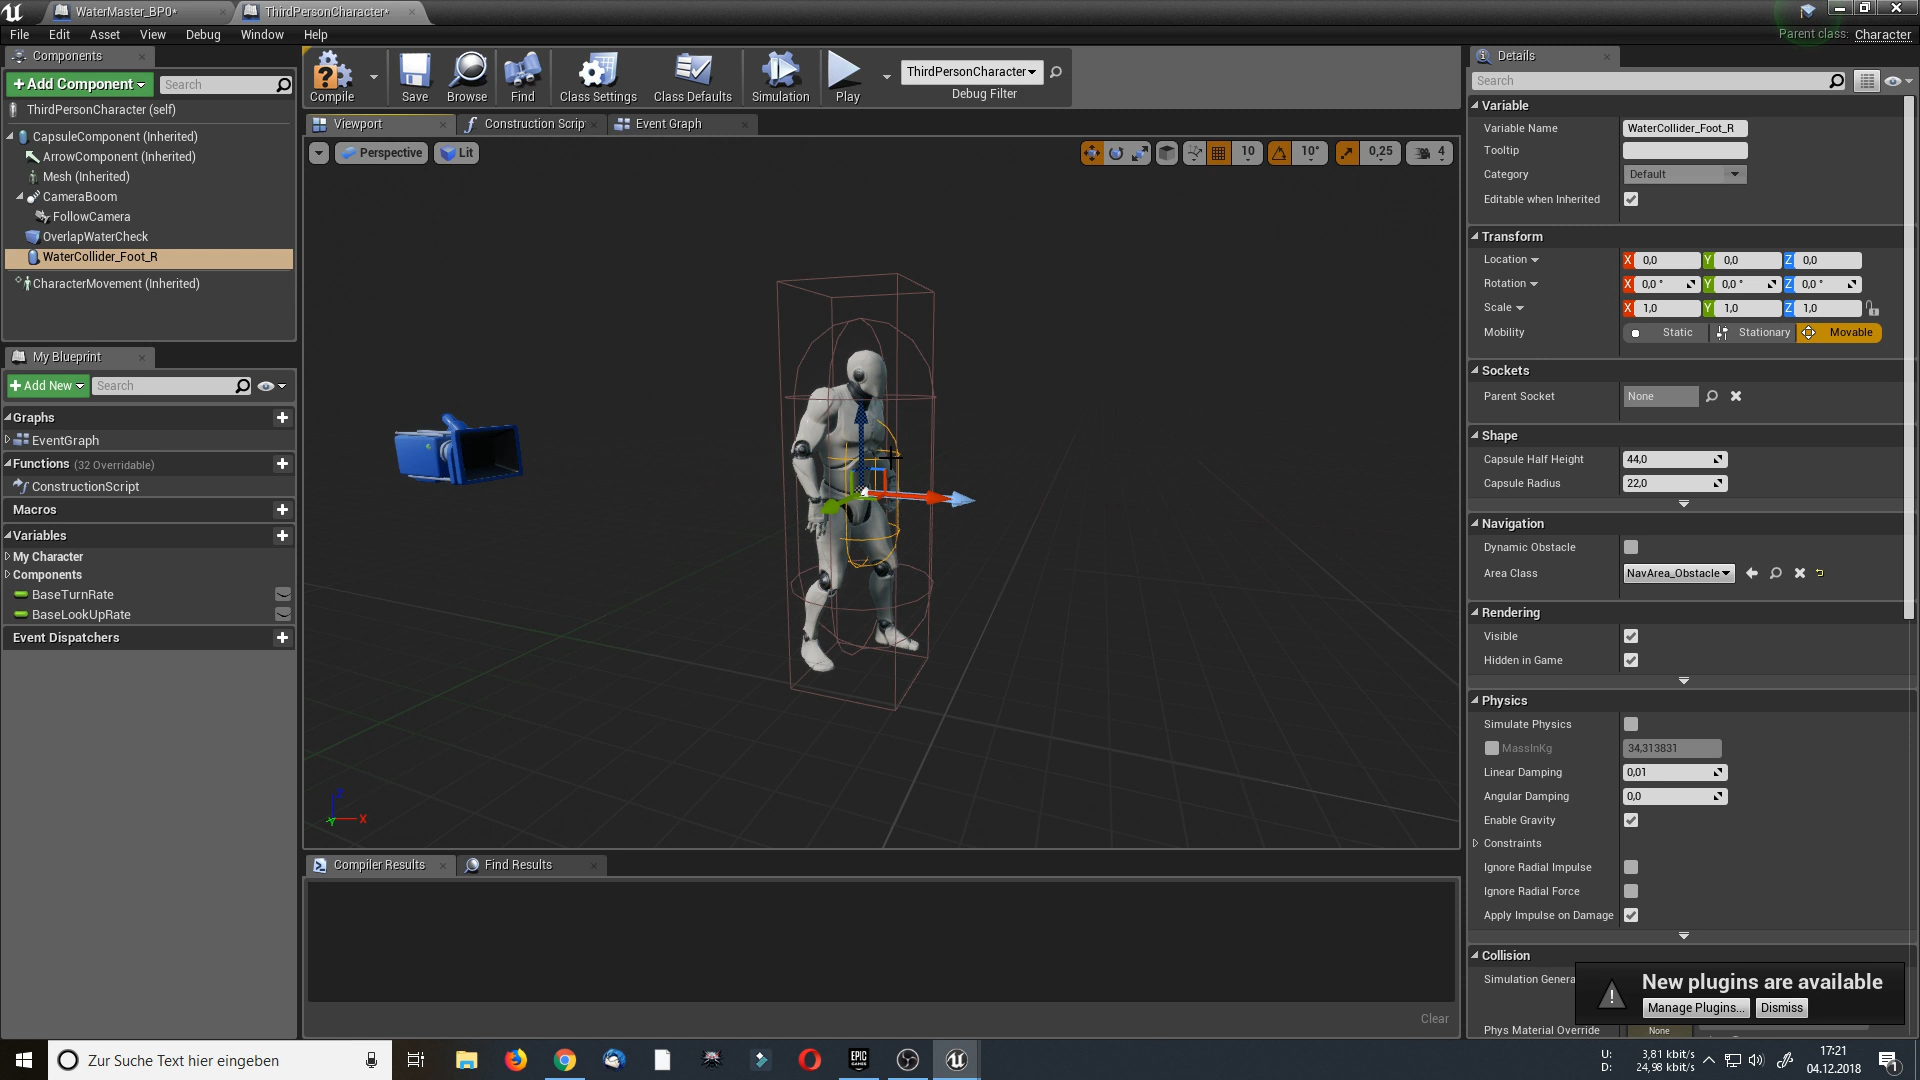 WaterMaster_BP0*
ThirdPersonCharacter*
File Edit Asset View Debug Window Help
Parent class: Character
Components
+Add Component
Search
ThirdPersonCharacter (self)
CapsuleComponent (Inherited)
ArrowComponent (Inherited)
Mesh (Inherited)
CameraBoom
FollowCamera
OverlapWaterCheck
WaterCollider_Foot_R
CharacterMovement (Inherited)
My Blueprint
+Add New
Search
Graphs
EventGraph
Functions (32 Overridable)
ConstructionScript
Macros
Variables
My Character
Components
BaseTurnRate
BaseLookUpRate
Event Dispatchers
Compile
Save
Browse
Find
Class Settings
Class Defaults
Simulation
Play
ThirdPersonCharacter
Debug Filter
Viewport
Construction Scrip
Event Graph
Perspective
Lit
10
10°
0,25
4
Z
X
Y
Compiler Results
Find Results
Clear
Details
Search
Variable
Variable Name WaterCollider_Foot_R
Tooltip
Category Default
Editable when Inherited
Transform
Location X 0,0 Y 0,0 Z 0,0
Rotation X 0,0 ° Y 0,0 ° Z 0,0 °
Scale X 1,0 Y 1,0 Z 1,0
Mobility Static Stationary Movable
Sockets
Parent Socket None
Shape
Capsule Half Height 44,0
Capsule Radius 22,0
Navigation
Dynamic Obstacle
Area Class NavArea_Obstacle
Rendering
Visible
Hidden in Game
Physics
Simulate Physics
MassInKg 34,313831
Linear Damping 0,01
Angular Damping 0,0
Enable Gravity
Constraints
Ignore Radial Impulse
Ignore Radial Force
Apply Impulse on Damage
Collision
Simulation Genera
Phys Material Override None
New plugins are available
Manage Plugins...
Dismiss
Zur Suche Text hier eingeben
EPIC GAMES
U: 3,81 kbit/s
D: 24,98 kbit/s
17:21
04.12.2018
1